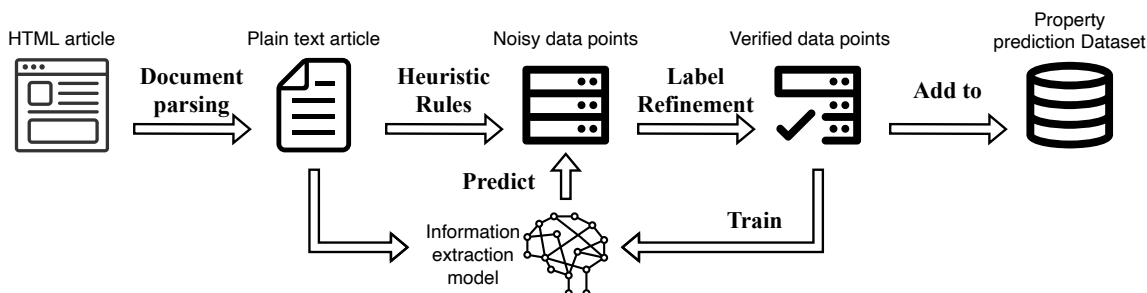 HTML article
Plain text article
Noisy data points
Verified data points
Property
prediction Dataset
Document
parsing
Heuristic
Rules
Label
Refinement
Add to
Predict
Train
Information
extraction
model